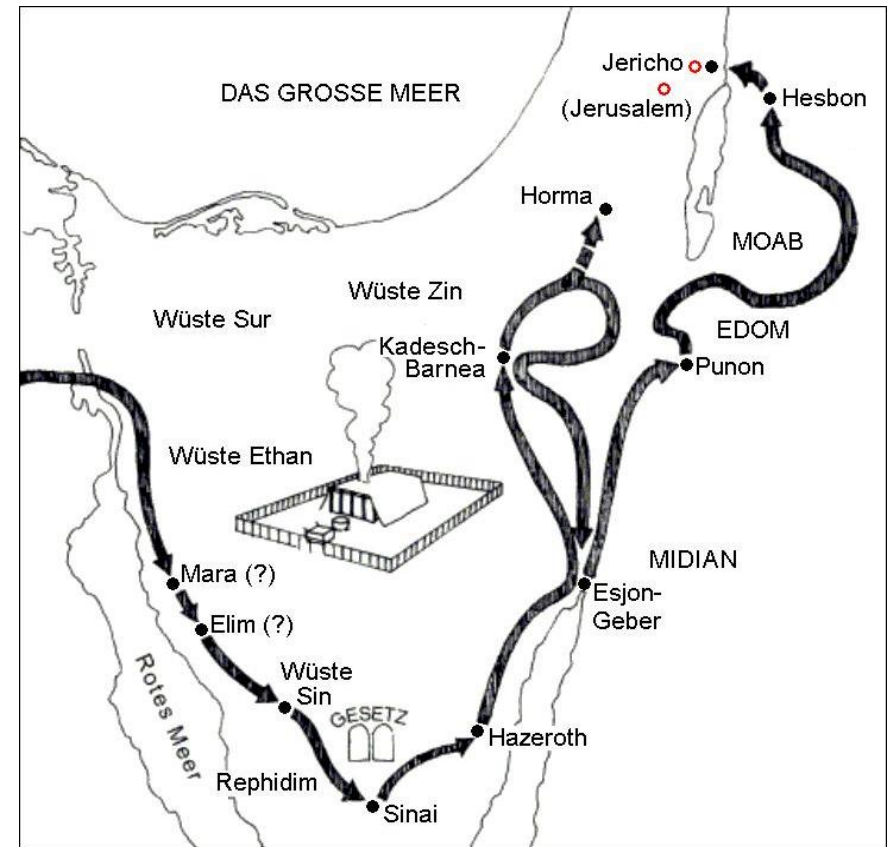 DAS GROSSE MEER
Jericho
(Jerusalem)
Hesbon
Horma
MOAB
Wüste Zin
Wüste Sur
EDOM
Kadesch-
Barnea
Punon
Wüste Ethan
MIDIAN
Mara (?)
Esjon-
Geber
Elim (?)
Wüste
Sin
Rotes Meer
GESETZ
Hazeroth
Rephidim
Sinai